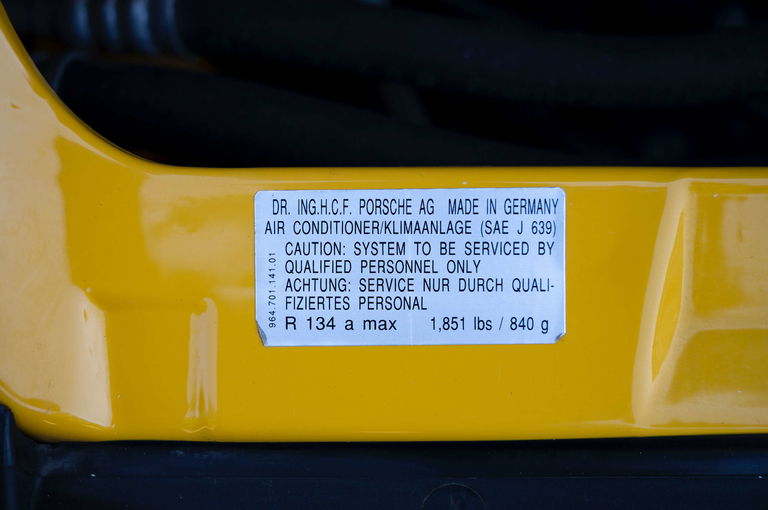 DR. ING.H.C.F. PORSCHE AG MADE IN GERMANY
AIR CONDITIONER/KLIMAANLAGE (SAE J 639)
CAUTION: SYSTEM TO BE SERVICED BY
QUALIFIED PERSONNEL ONLY
ACHTUNG: SERVICE NUR DURCH QUALI-
FIZIERTES PERSONAL
R 134 a max 1,851 lbs / 840 g
964.701.141.01